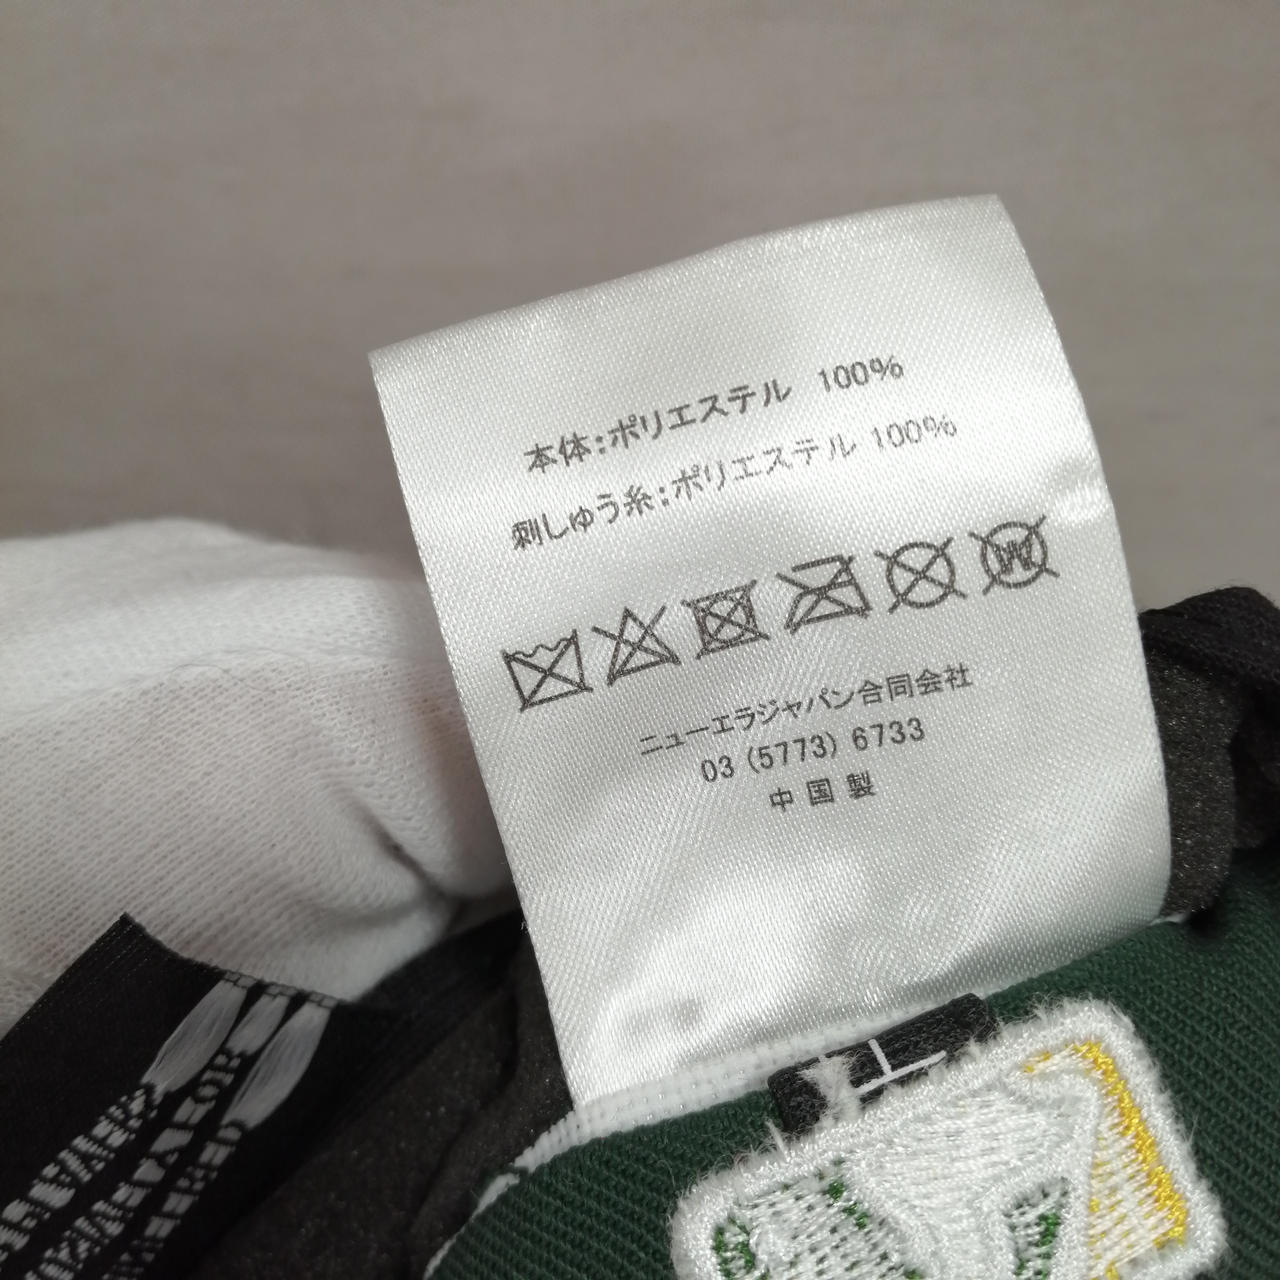 本体:ポリエステル 100%
刺しゅう糸:ポリエステル 100%
ニューエラジャパン合同会社
03 (5773) 6733
中国製